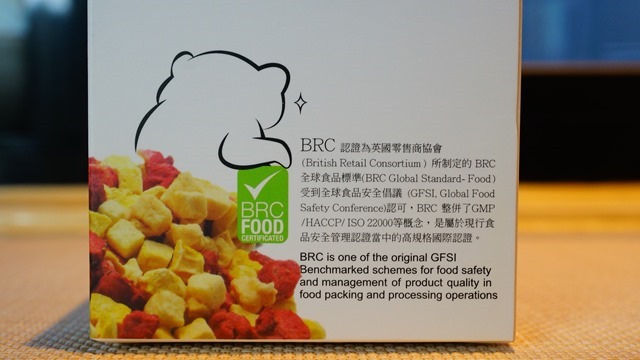 BRC 認證為英國零售商協會
(British Retail Consortium) 所制定的 BRC
全球食品標準(BRC Global Standard- Food)
受到全球食品安全倡議 (GFSI, Global Food
Safety Conference)認可，BRC 整併了GMP
/HACCP/ ISO 22000等概念，是屬於現行食
品安全管理認證當中的高規格國際認證。
BRC
FOOD
CERTIFICATED
BRC is one of the original GFSI
Benchmarked schemes for food safety
and management of product quality in
food packing and processing operations